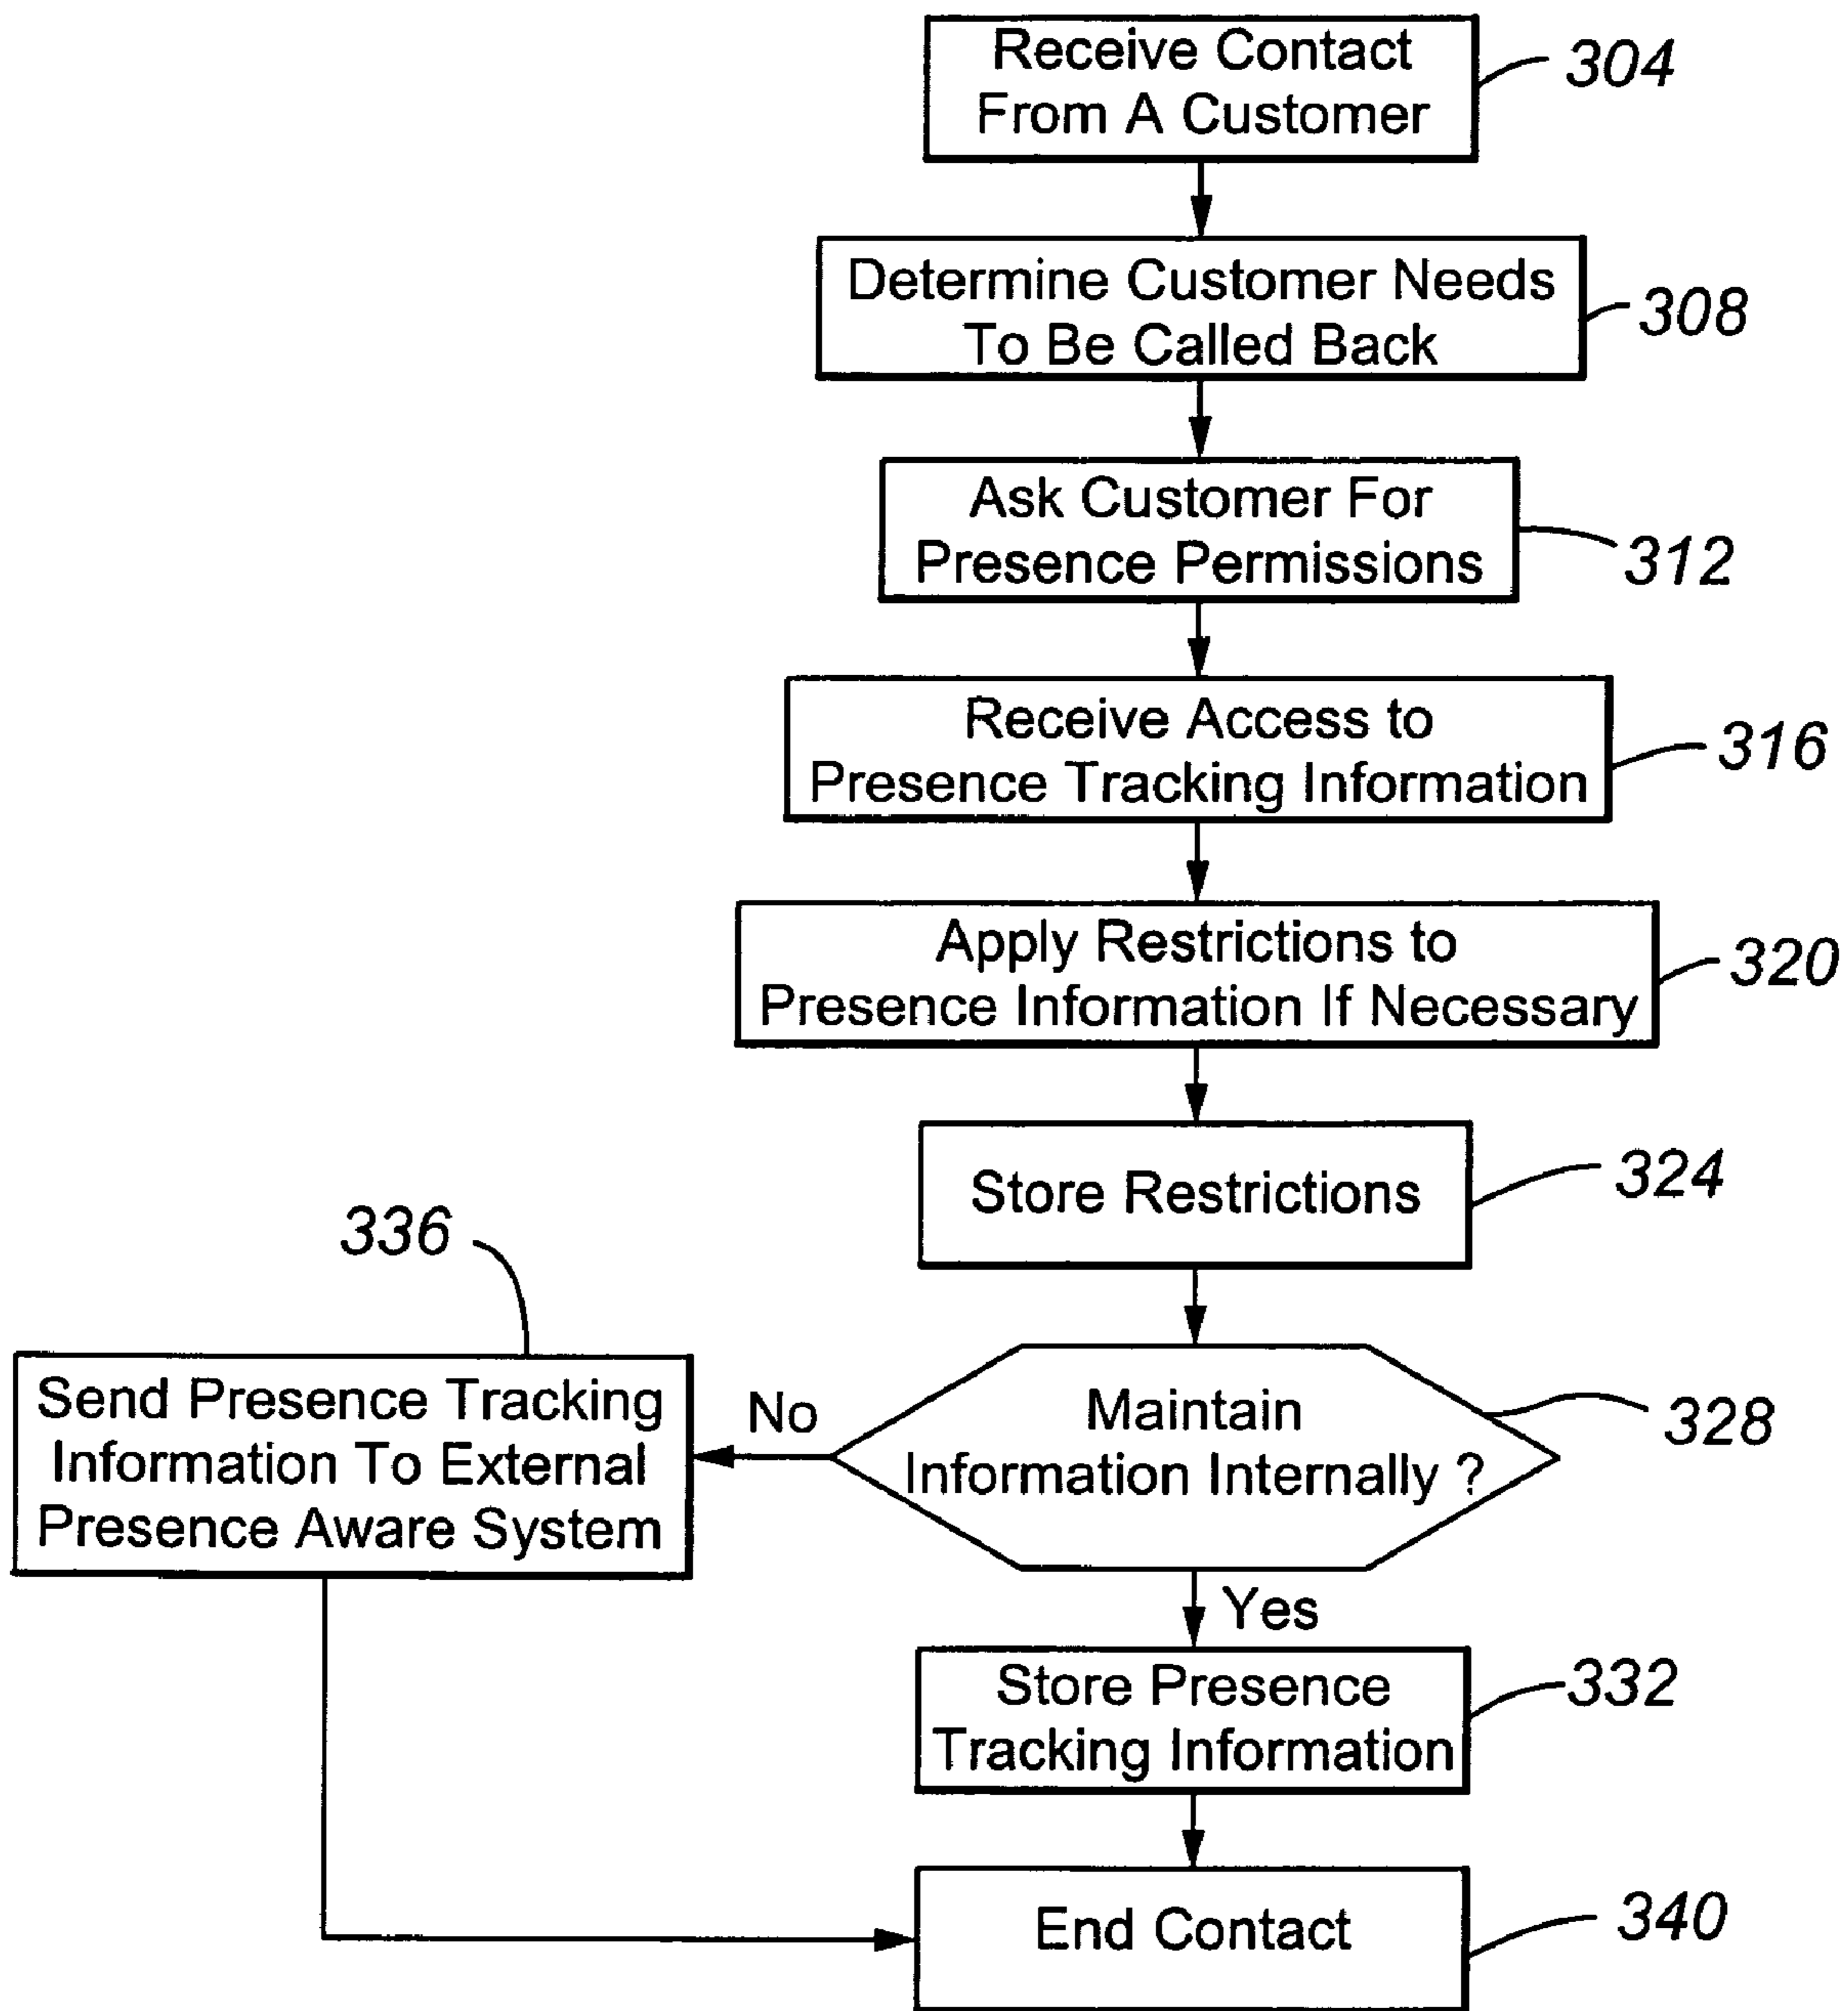 Receive Contact
From A Customer
304
Determine Customer Needs
To Be Called Back
308
Ask Customer For
Presence Permissions
312
Receive Access to
Presence Tracking Information
316
Apply Restrictions to
Presence Information If Necessary
320
Store Restrictions
324
336
Send Presence Tracking
Information To External
Presence Aware System
No
Maintain
Information Internally ?
328
Yes
Store Presence
Tracking Information
332
End Contact
340